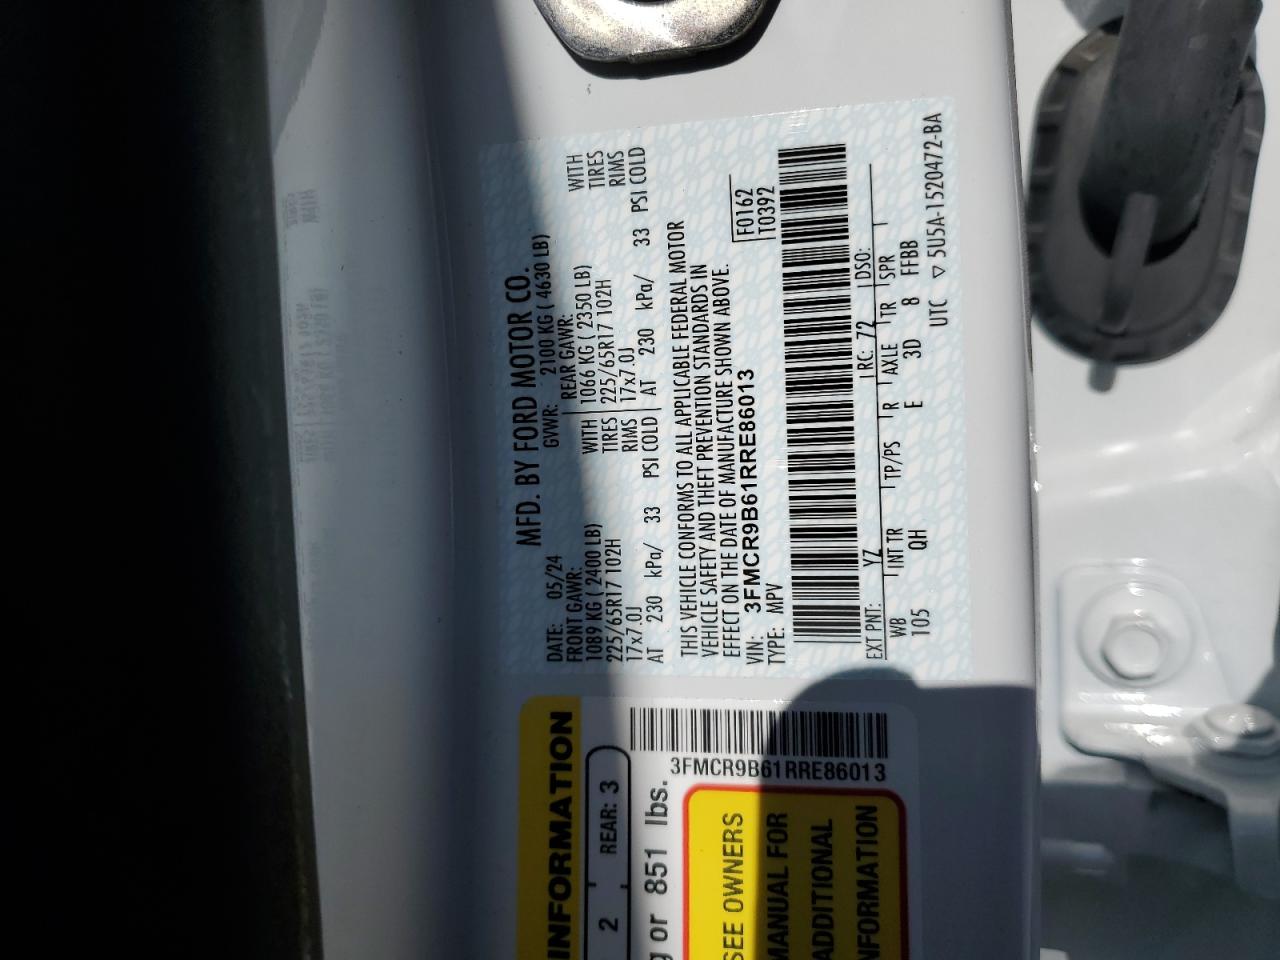 MFD. BY FORD MOTOR CO.
DATE: 05/24 GVWR: 2100 KG ( 4630 LB)
FRONT GAWR: REAR GAWR:
1089 KG ( 2400 LB) WITH 1066 KG ( 2350 LB) WITH
225/65R17 102H TIRES 225/65R17 102H TIRES
17x7.0J RIMS 17x7.0J RIMS
AT 230 kPa/ 33 PSI COLD AT 230 kPa/ 33 PSI COLD
THIS VEHICLE CONFORMS TO ALL APPLICABLE FEDERAL MOTOR
VEHICLE SAFETY AND THEFT PREVENTION STANDARDS IN
EFFECT ON THE DATE OF MANUFACTURE SHOWN ABOVE.
VIN: 3FMCR9B61RRE86013 F0162
TYPE: MPV T0392
EXT PNT: YZ RC: 72 DSO:
WB INT TR TP/PS R AXLE TR SPR
105 QH E 3D 8 FFBB
UTC ▽ 5U5A-1520472-BA
INFORMATION
2 REAR: 3
or 851 lbs.
3FMCR9B61RRE86013
SEE OWNERS
MANUAL FOR
ADDITIONAL
INFORMATION